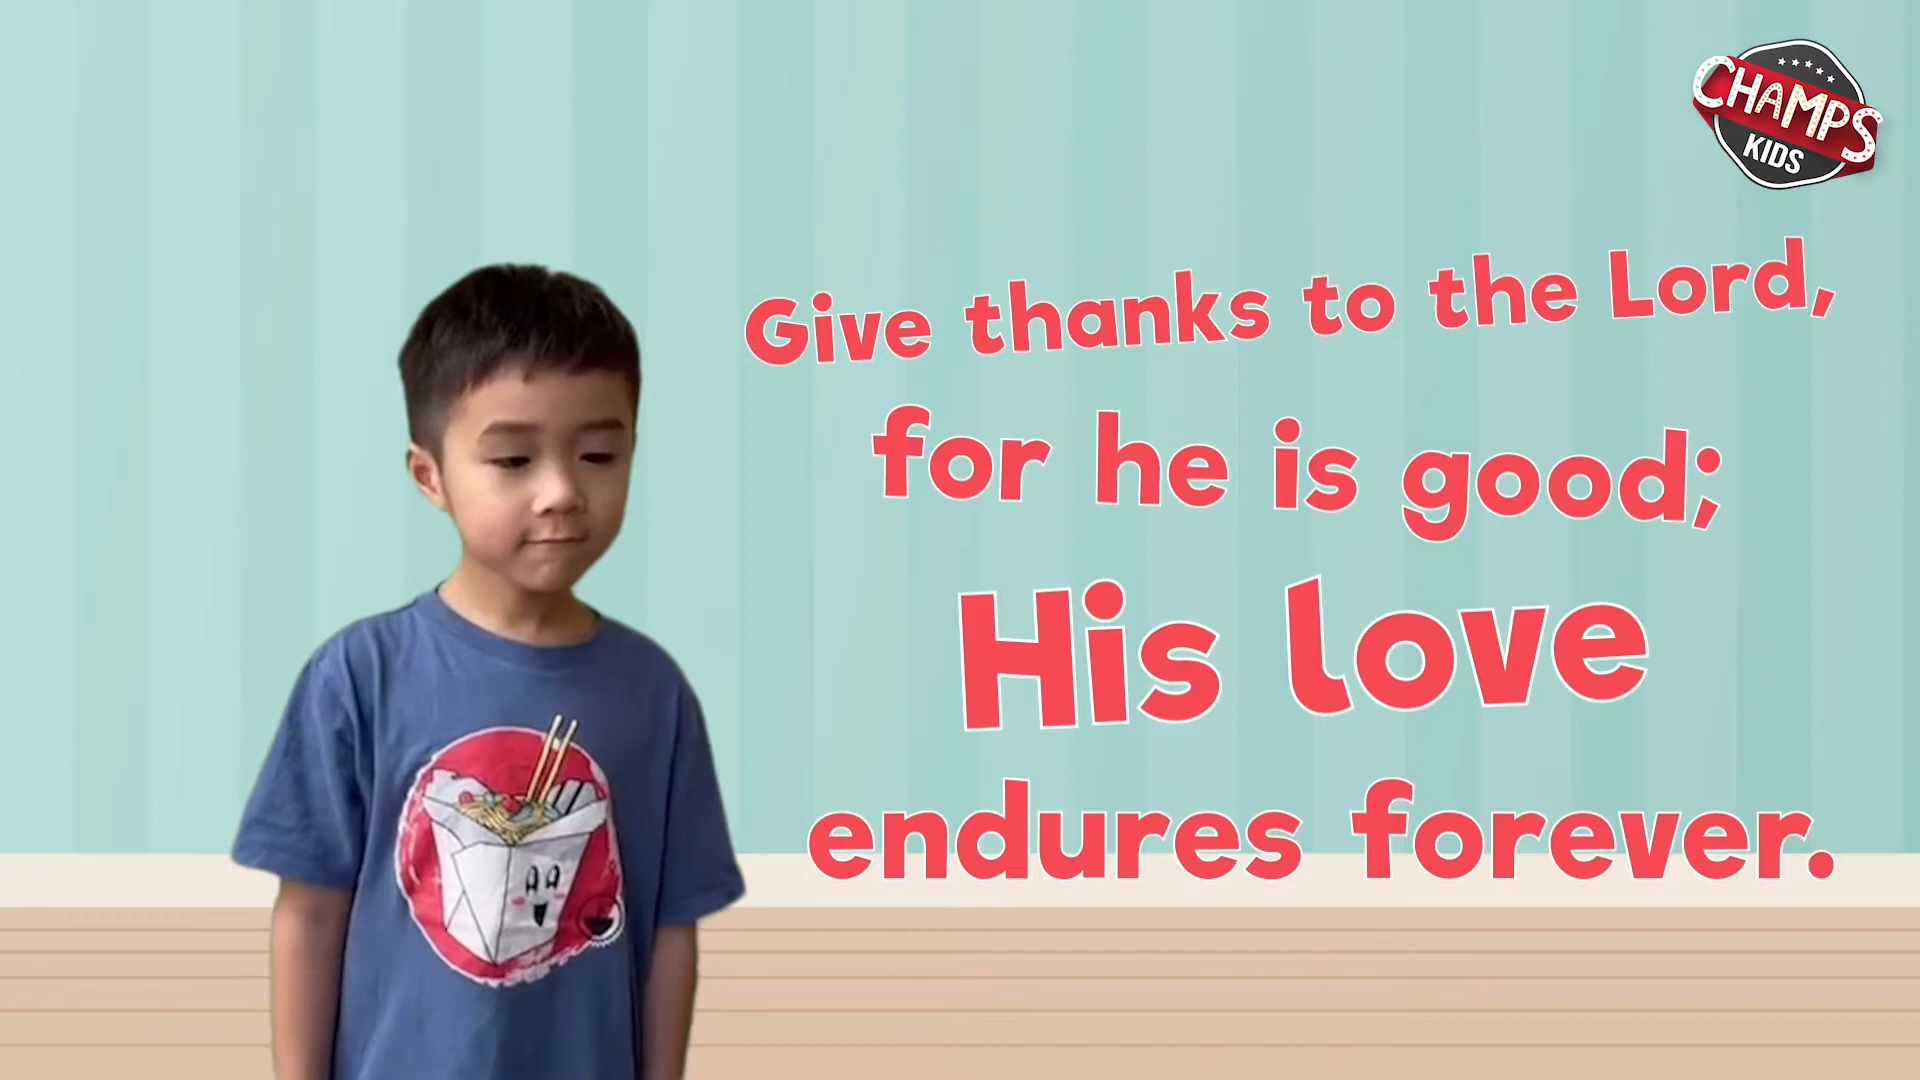 CHAMPS
KIDS
Give thanks to the Lord,
for he is good;
His love
endures forever.